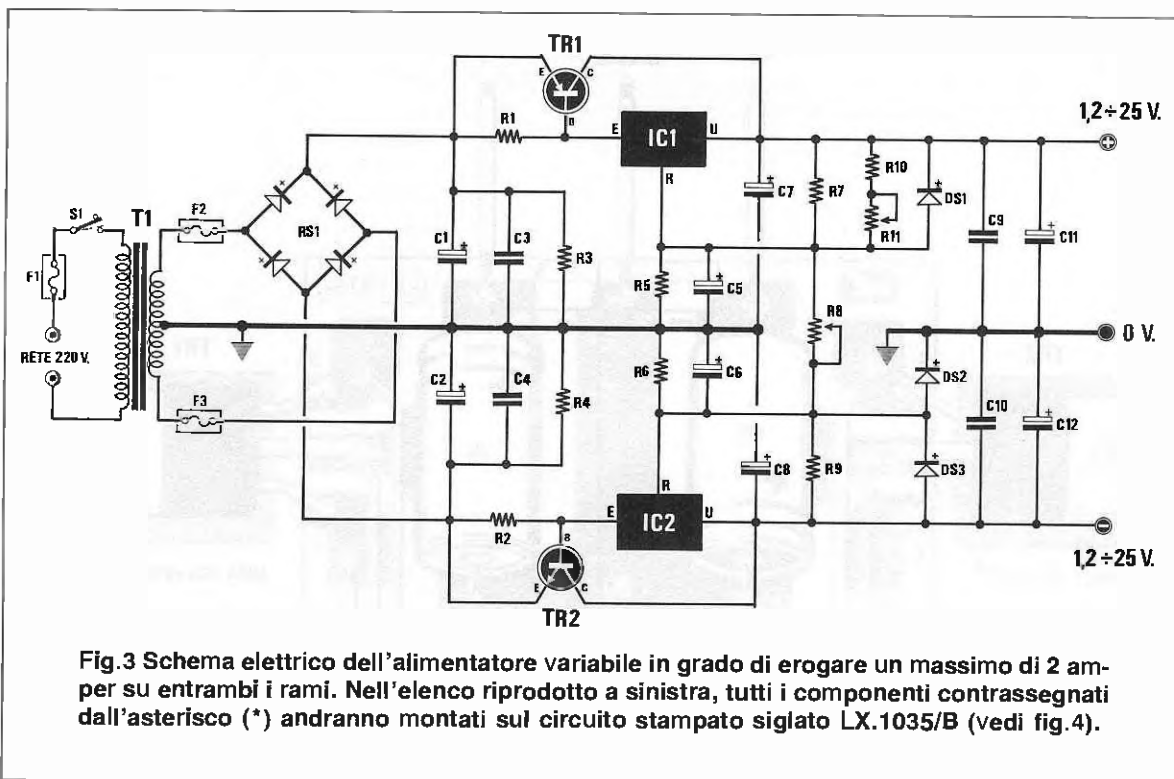 TR1
E
C
B
1,2÷25 V.
R1
E
IC1
U
R
C7
R7
R10
R11
DS1
C9
C11
S1
T1
F2
RS1
F1
C1
C3
R3
R5
C5
R8
0 V.
RETE 220 V.
F3
C2
C4
R4
R6
C6
DS2
C10
C12
C8
R9
DS3
R2
E
IC2
U
R
B
E
C
TR2
1,2÷25 V.
Fig.3 Schema elettrico dell'alimentatore variabile in grado di erogare un massimo di 2 am-
per su entrambi i rami. Nell'elenco riprodotto a sinistra, tutti i componenti contrassegnati
dall'asterisco (*) andranno montati sul circuito stampato siglato LX.1035/B (vedi fig.4).